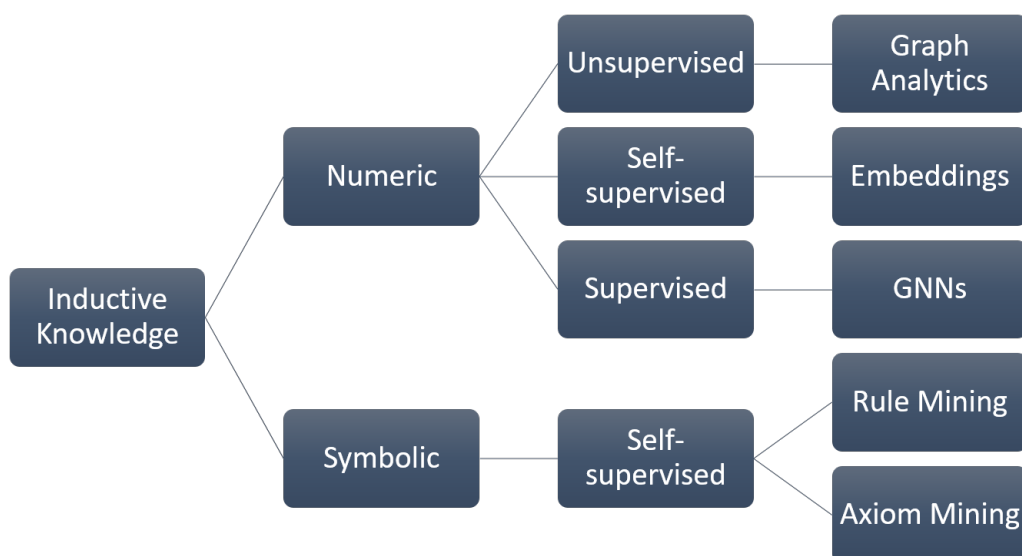 Inductive
Knowledge
Numeric
Symbolic
Unsupervised
Self-
supervised
Supervised
Self-
supervised
Graph
Analytics
Embeddings
GNNs
Rule Mining
Axiom Mining